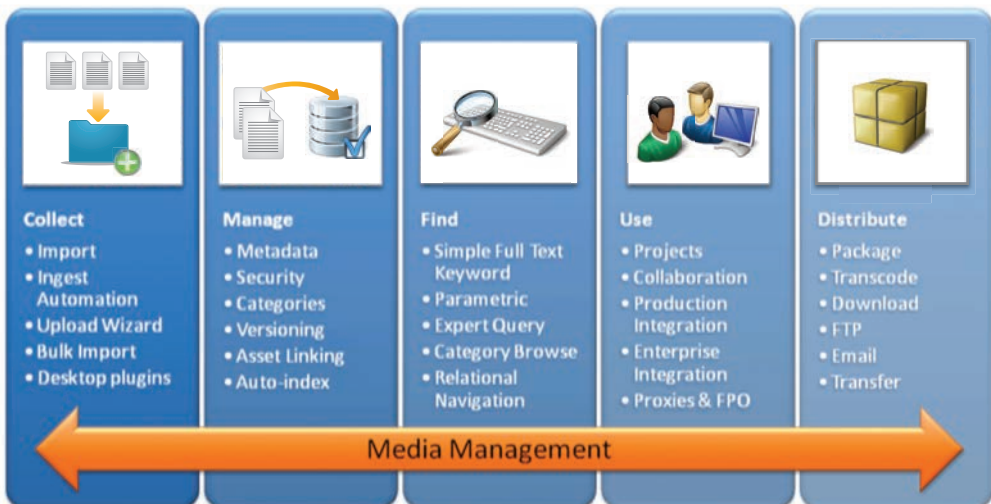 Collect
• Import
• Ingest
Automation
• Upload Wizard
• Bulk Import
• Desktop plugins
Manage
• Metadata
• Security
• Categories
• Versioning
• Asset Linking
• Auto-index
Find
• Simple Full Text
Keyword
• Parametric
• Expert Query
• Category Browse
• Relational
Navigation
Use
• Projects
• Collaboration
• Production
Integration
• Enterprise
Integration
• Proxies & FPO
Distribute
• Package
• Transcode
• Download
• FTP
• Email
• Transfer
Media Management